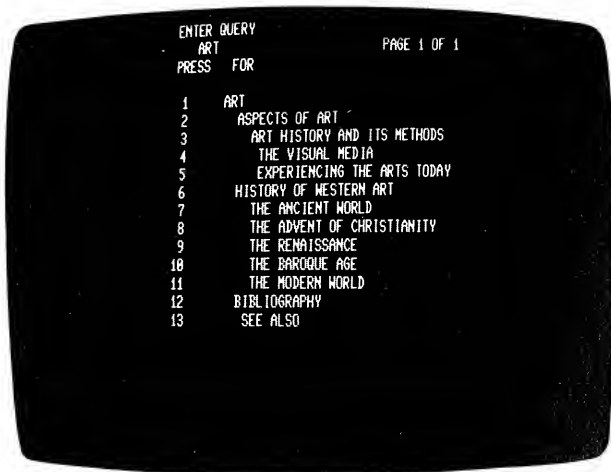 ENTER QUERY
ART PAGE 1 OF 1
PRESS FOR
1 ART
2 ASPECTS OF ART
3 ART HISTORY AND ITS METHODS
4 THE VISUAL MEDIA
5 EXPERIENCING THE ARTS TODAY
6 HISTORY OF WESTERN ART
7 THE ANCIENT WORLD
8 THE ADVENT OF CHRISTIANITY
9 THE RENAISSANCE
10 THE BAROQUE AGE
11 THE MODERN WORLD
12 BIBLIOGRAPHY
13 SEE ALSO